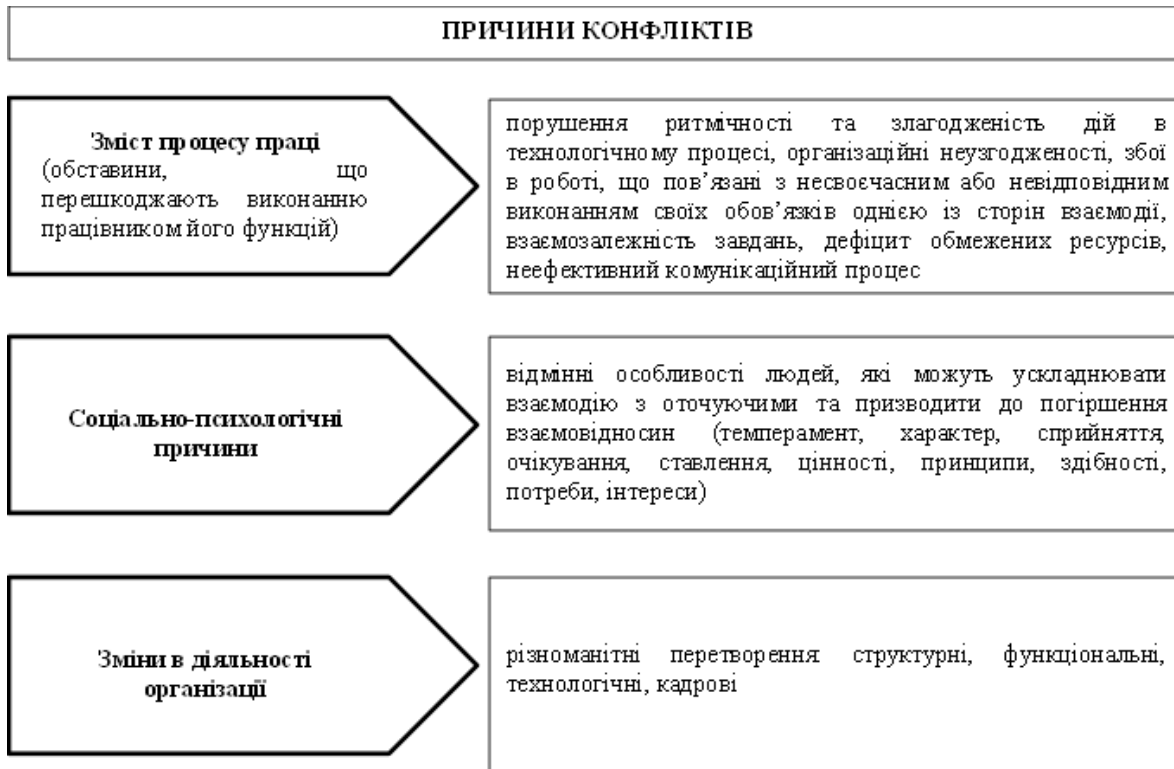 ПРИЧИНИ КОНФЛІКТІВ
Зміст процесу праці
(обставини, що
перешкоджають виконанню
працівником його функцій)
порушення ритмічності та злагодженість дій в
технологічному процесі, організаційні неузгодженості, збої
в роботі, що пов’язані з несвоєчасним або невідповідним
виконанням своїх обов’язків однією із сторін взаємодії,
взаємозалежність завдань, дефіцит обмежених ресурсів,
неефективний комунікаційний процес
Соціально-психологічні
причини
відмінні особливості людей, які можуть ускладнювати
взаємодію з оточуючими та призводити до погіршення
взаємовідносин (темперамент, характер, сприйняття,
очікування, ставлення, цінності, принципи, здібності,
потреби, інтереси)
Зміни в діяльності
організації
різноманітні перетворення структурні, функціональні,
технологічні, кадрові